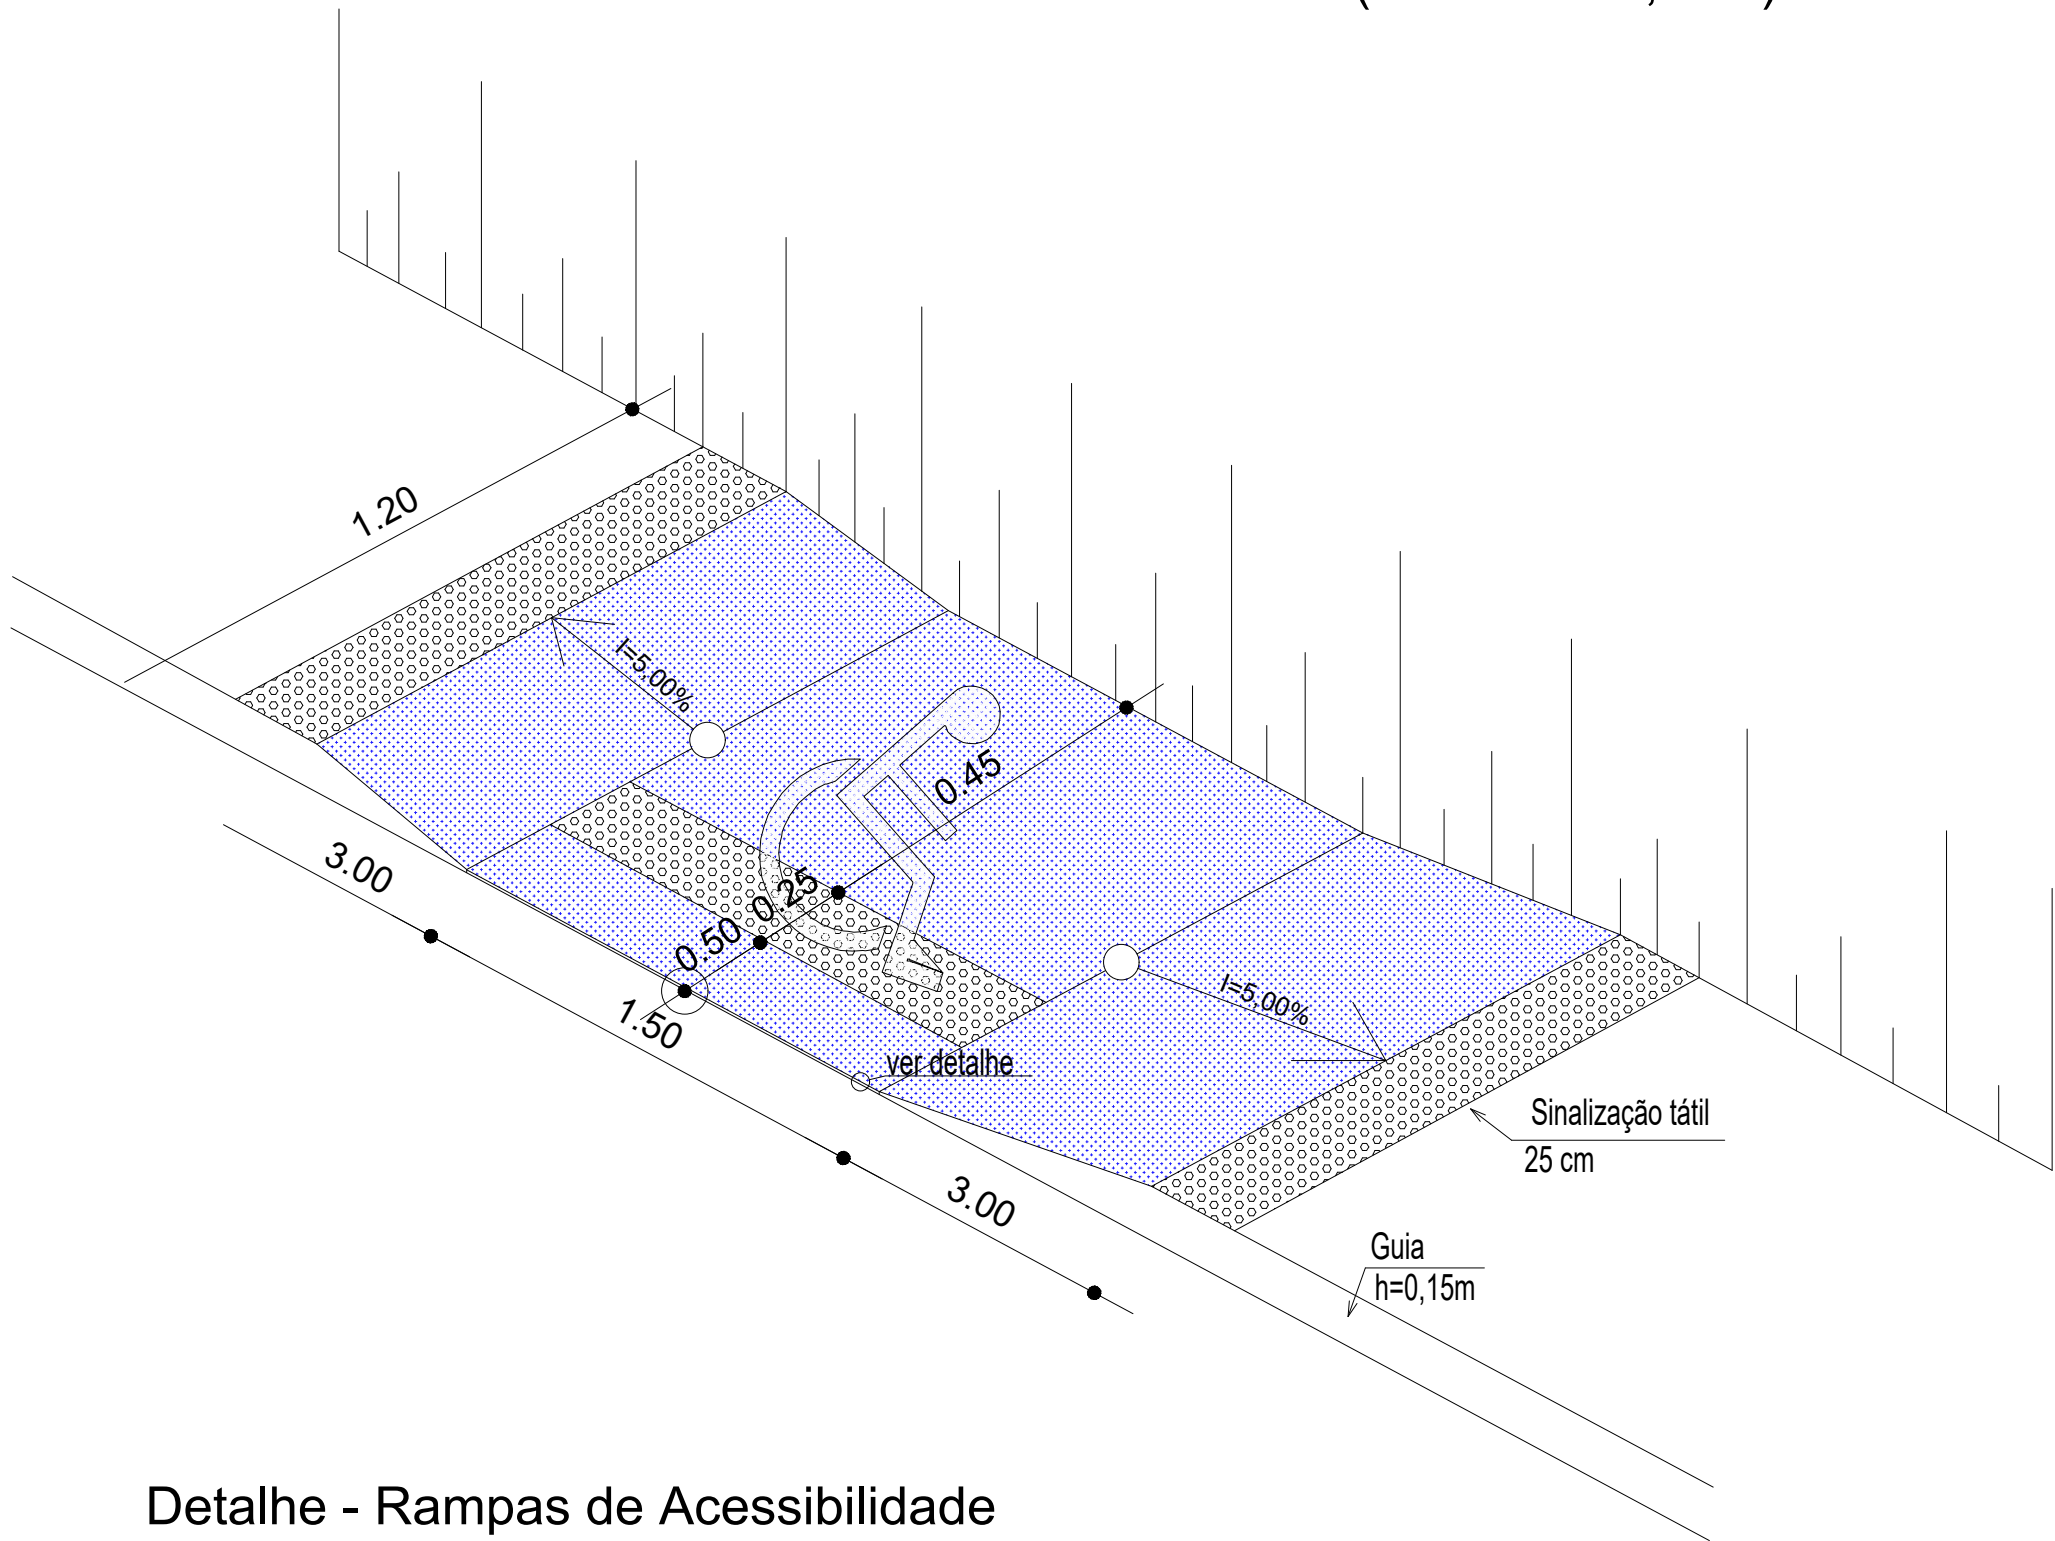 1.20
I=5,00%
0.45
0.25
0.50
3.00
1.50
I=5,00%
ver detalhe
Sinalização tátil
25 cm
3.00
Guia
h=0,15m
Detalhe - Rampas de Acessibilidade